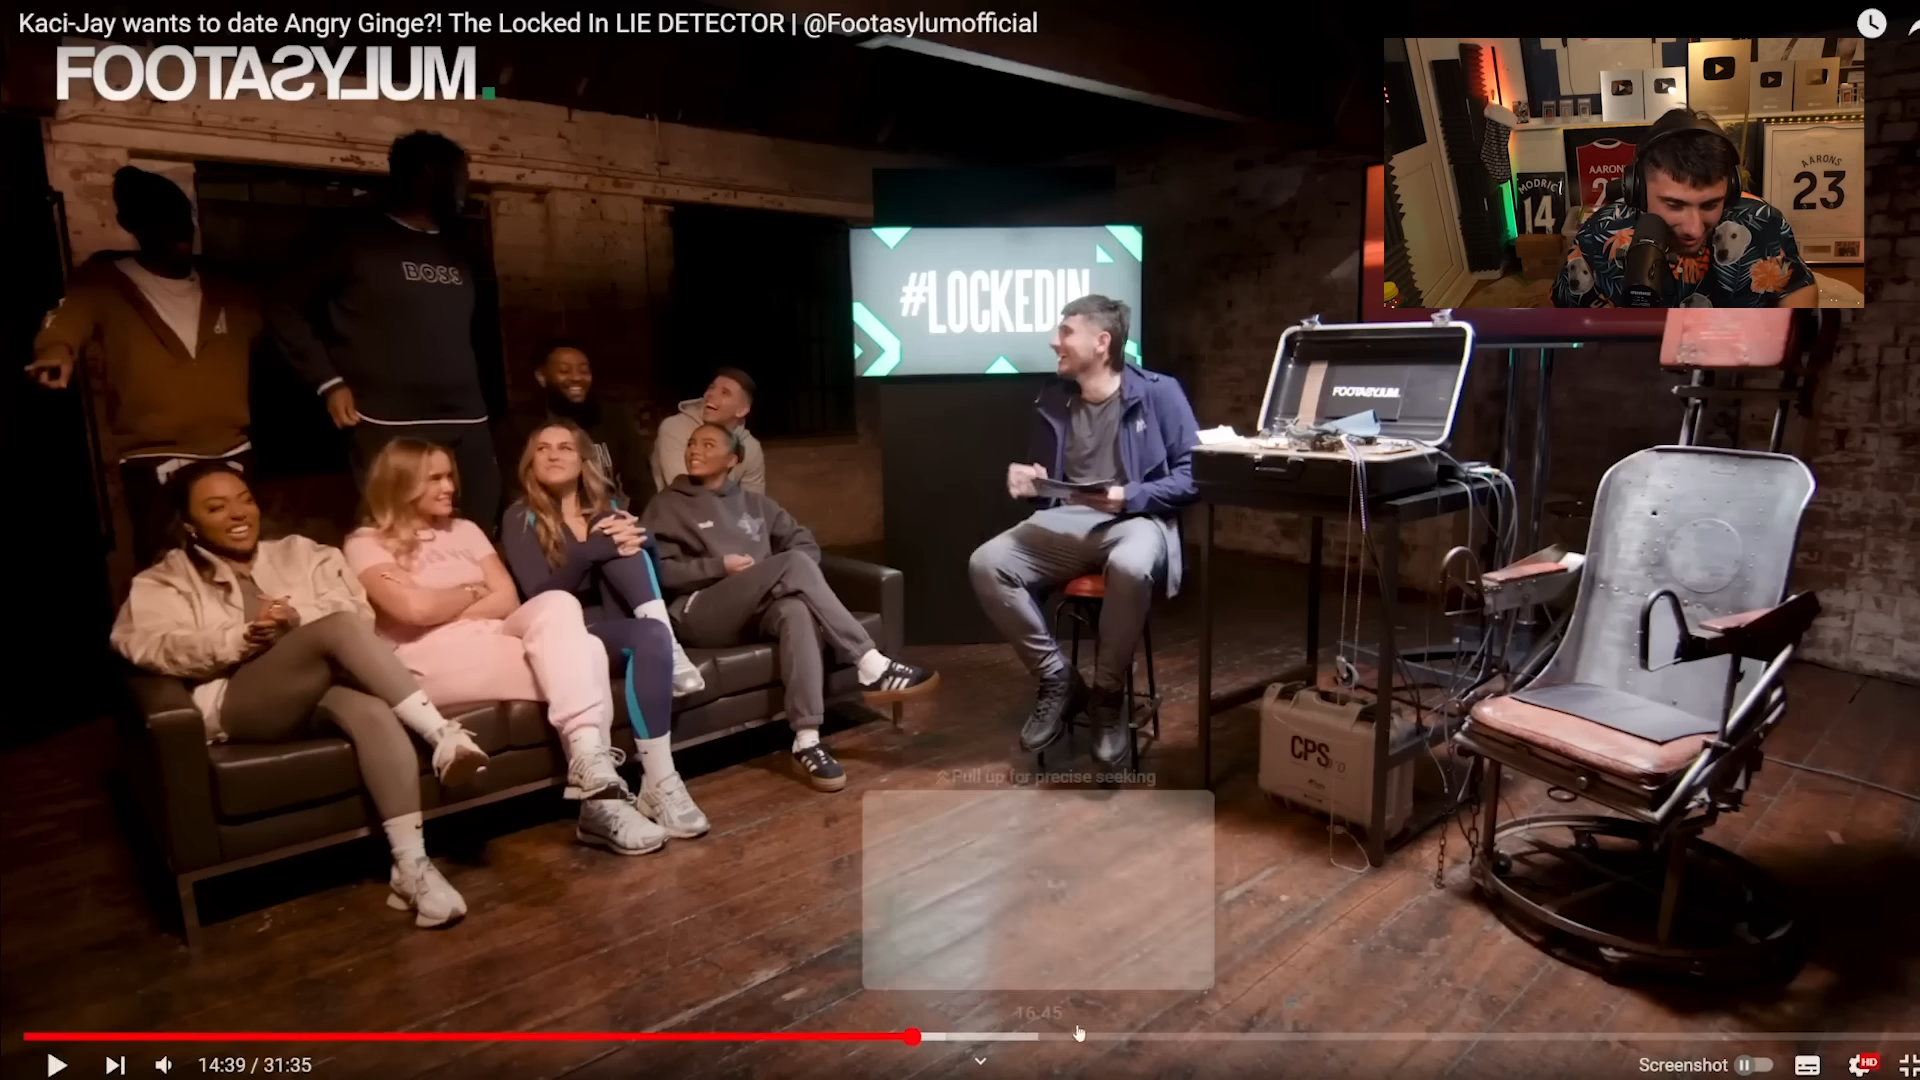 Kaci-Jay wants to date Angry Ginge?! The Locked In LIE DETECTOR | @Footasylumofficial
FOOTASYLUM.
MODRIC
14
AARON
AARONS
23
BOSS
#LOCKEDIN
FOOTASYLUM.
CPS
Pull up for precise seeking
16:45
14:39 / 31:35
Screenshot
HD